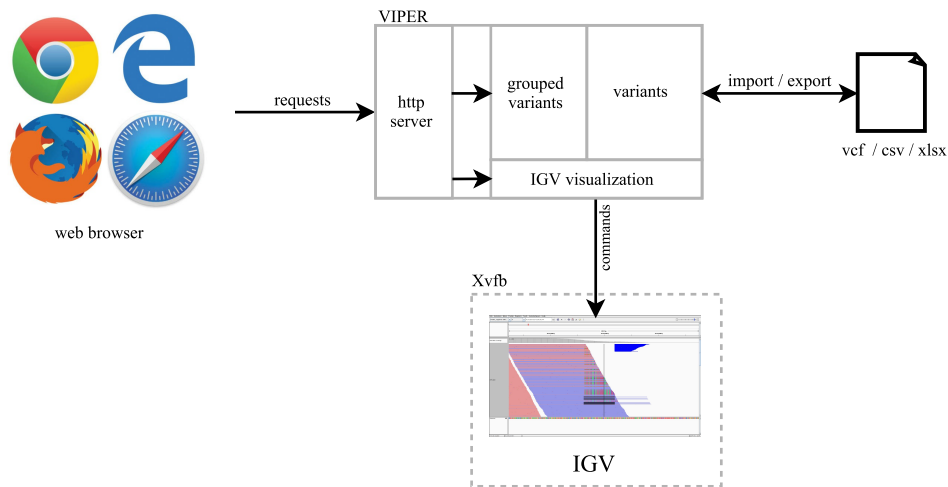 VIPER
requests
http
server
grouped
variants
variants
IGV visualization
import / export
vcf / csv / xlsx
web browser
commands
Xvfb
IGV